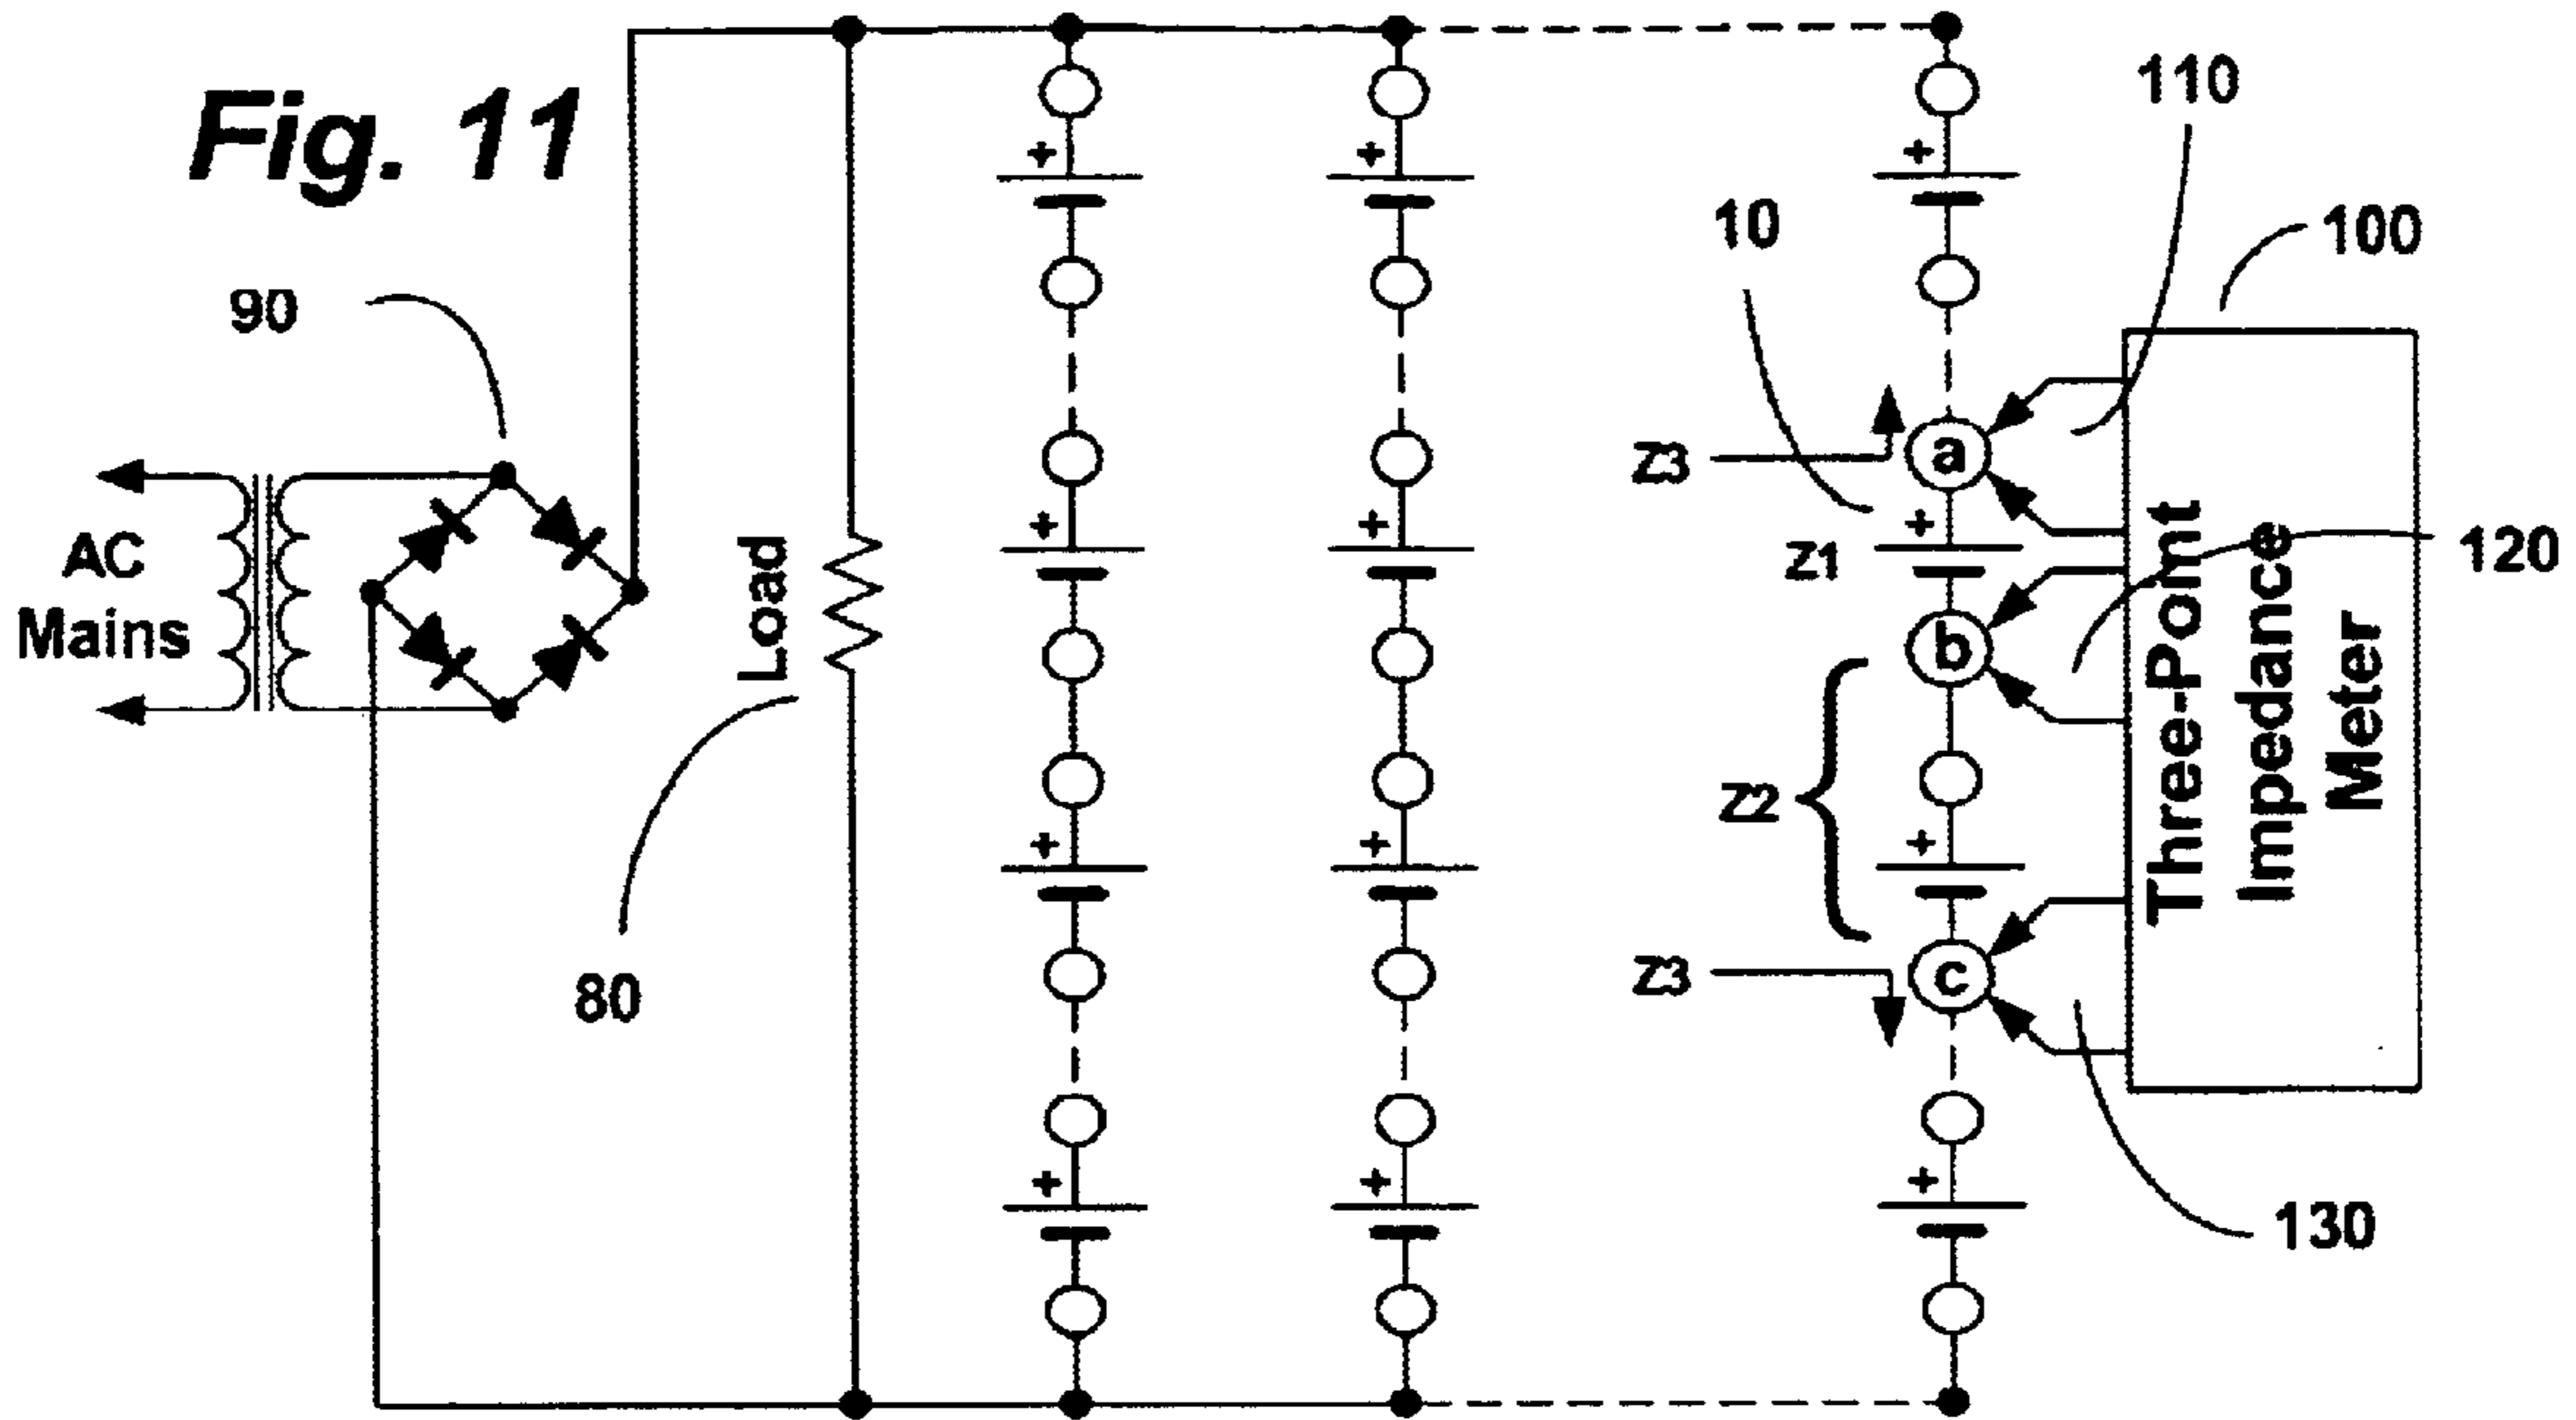 Fig. 11
110
10
100
90
+
+
+
Z3
a
AC
Mains
Load
+
+
+
Z1
120
b
Three-Point
Impedance
Meter
Z2
+
+
+
80
Z3
c
+
+
+
130